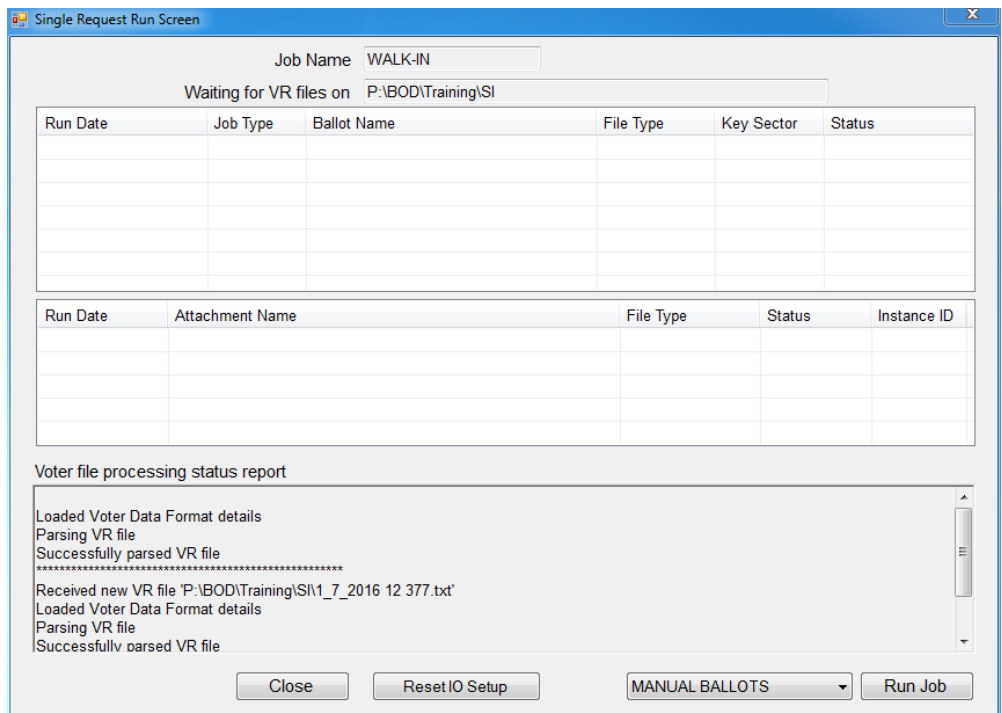 Single Request Run Screen
x
Job Name WALK-IN
Waiting for VR files on P:\BOD\Training\SI
Run Date Job Type Ballot Name File Type Key Sector Status
Run Date Attachment Name File Type Status Instance ID
Voter file processing status report
Loaded Voter Data Format details
Parsing VR file
Successfully parsed VR file
*****************************************************
Received new VR file 'P:\BOD\Training\SI\1_7_2016 12 377.txt'
Loaded Voter Data Format details
Parsing VR file
Successfully parsed VR file
Close Reset IO Setup MANUAL BALLOTS Run Job